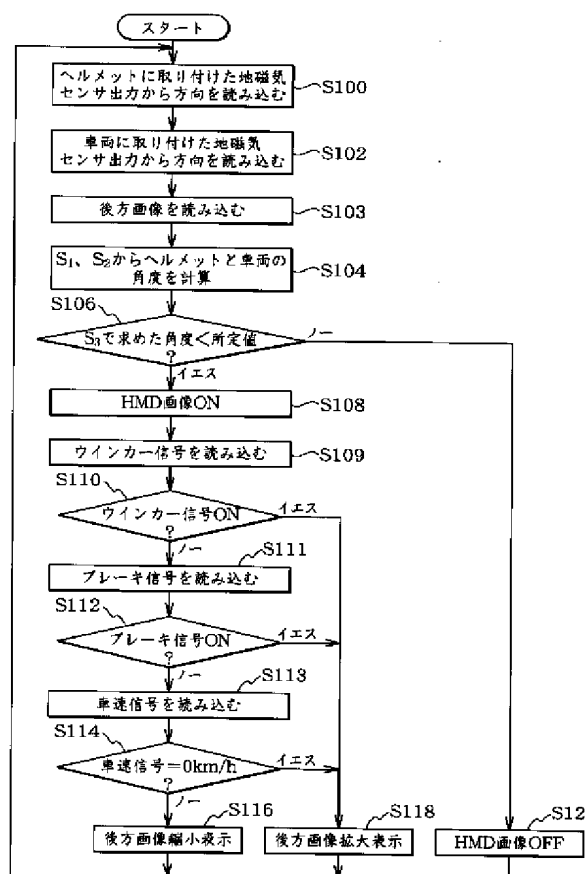 スタート
ヘルメットに取り付けた地磁気
センサ出力から方向を読み込む
S100
車両に取り付けた地磁気
センサ出力から方向を読み込む
S102
後方画像を読み込む
S103
S₁、S₂からヘルメットと車両の
角度を計算
S104
S106
S₃で求めた角度<所定値
?
ノー
イエス
HMD画像ON
S108
ウインカー信号を読み込む
S109
S110
ウインカー信号ON
?
イエス
ノー
S111
ブレーキ信号を読み込む
S112
ブレーキ信号ON
?
イエス
ノー
S113
車速信号を読み込む
S114
車速信号=0km/h
?
イエス
ノー
S116
後方画像縮小表示
S118
後方画像拡大表示
S12
HMD画像OFF